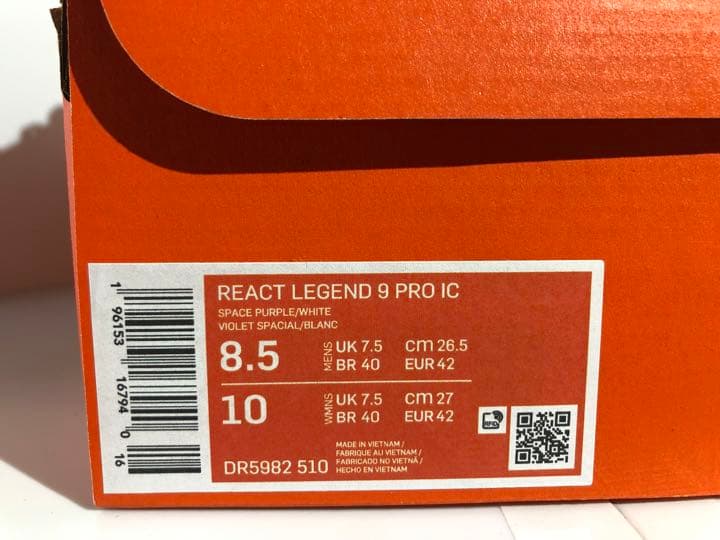 REACT LEGEND 9 PRO IC
SPACE PURPLE/WHITE
VIOLET SPACIAL/BLANC
8.5 MENS UK 7.5 cm 26.5
BR 40 EUR 42
10 WMNS UK 7.5 cm 27
BR 40 EUR 42
DR5982 510
MADE IN VIETNAM /
FABRIQUE AU VIETNAM /
FABRICADO NO VIETNÃ /
HECHO EN VIETNAM
RFID
1 96153 16794 0 16